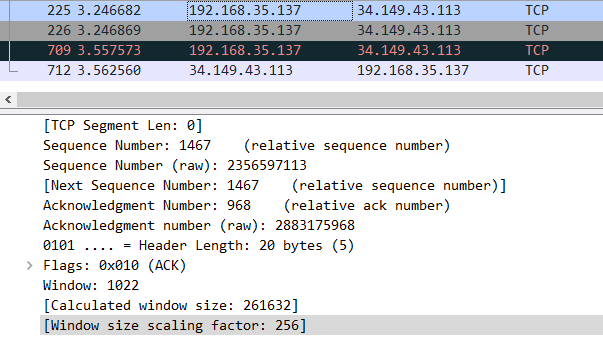 225 3.246682 192.168.35.137 34.149.43.113 TCP
226 3.246869 192.168.35.137 34.149.43.113 TCP
709 3.557573 192.168.35.137 34.149.43.113 TCP
712 3.562560 34.149.43.113 192.168.35.137 TCP
[TCP Segment Len: 0]
Sequence Number: 1467 (relative sequence number)
Sequence Number (raw): 2356597113
[Next Sequence Number: 1467 (relative sequence number)]
Acknowledgment Number: 968 (relative ack number)
Acknowledgment number (raw): 2883175968
0101 .... = Header Length: 20 bytes (5)
Flags: 0x010 (ACK)
Window: 1022
[Calculated window size: 261632]
[Window size scaling factor: 256]